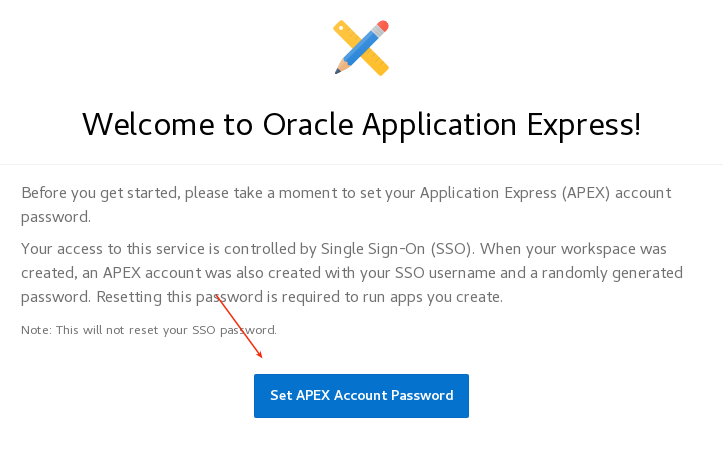 Welcome to Oracle Application Express!
Before you get started, please take a moment to set your Application Express (APEX) account
password.
Your access to this service is controlled by Single Sign-On (SSO). When your workspace was
created, an APEX account was also created with your SSO username and a randomly generated
password. Resetting this password is required to run apps you create.
Note: This will not reset your SSO password.
Set APEX Account Password